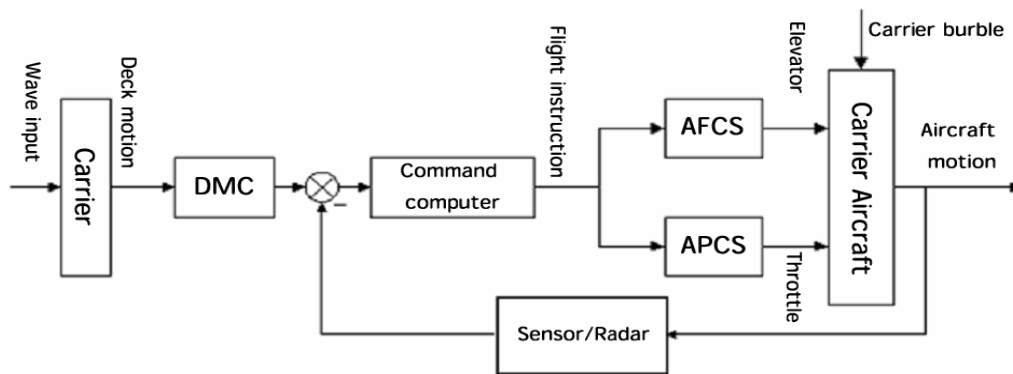 Wave input
Carrier
Deck motion
DMC
Command
computer
Flight instruction
AFCS
APCS
Elevator
Throttle
Carrier Aircraft
Carrier burble
Aircraft
motion
Sensor/Radar